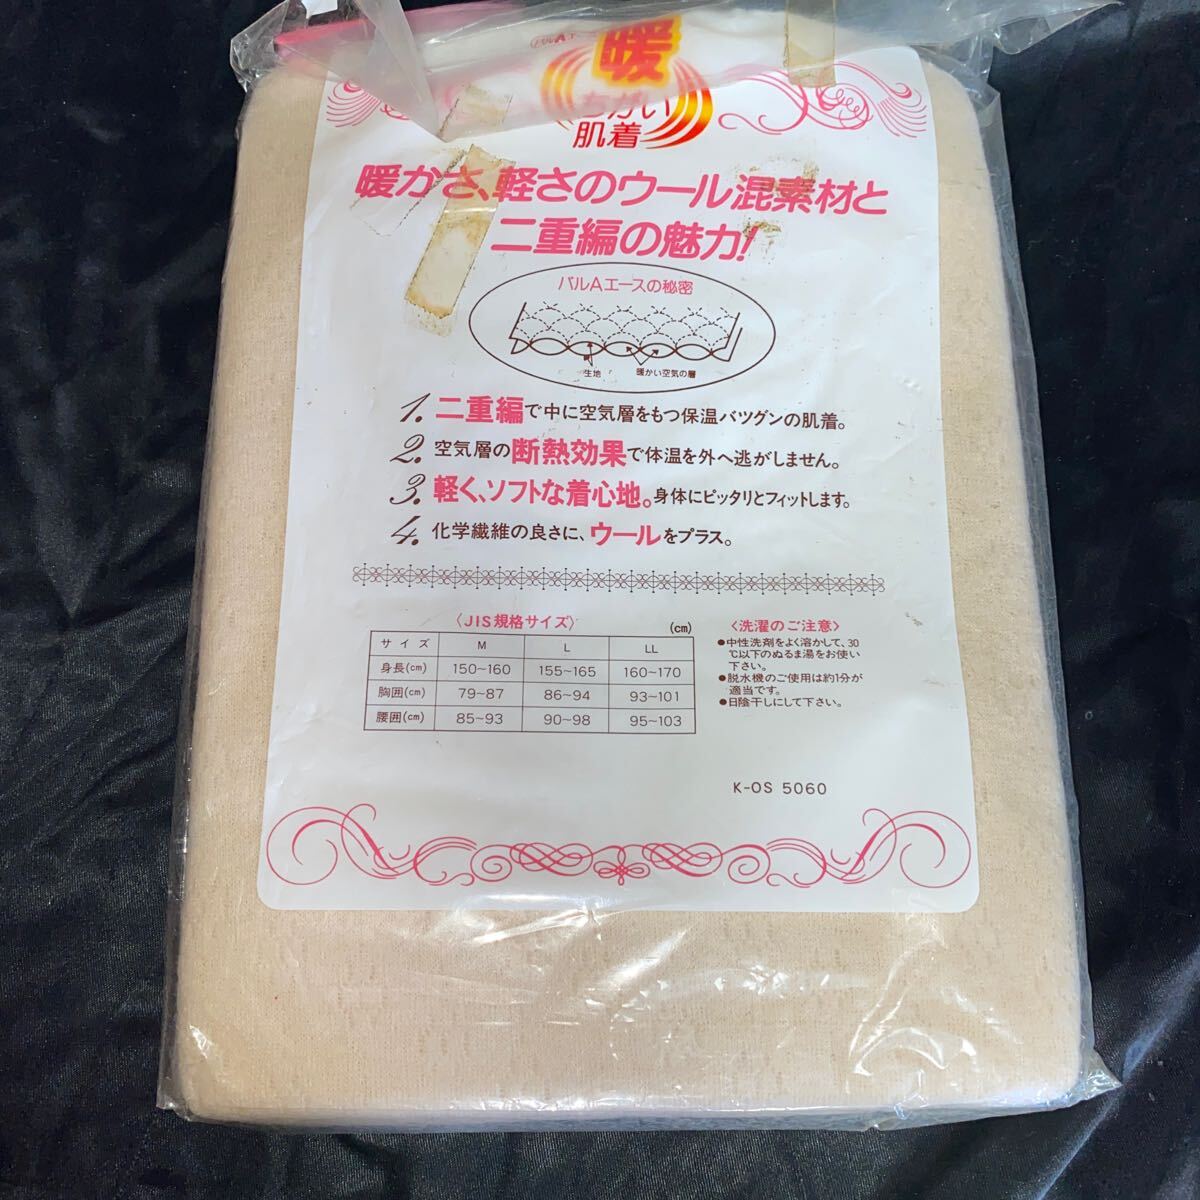 暖
ちがい
肌着
暖かさ、軽さのウール混素材と
二重編の魅力!
バルAエースの秘密
生地
暖かい空気の層
1. 二重編で中に空気層をもつ保温バツグンの肌着。
2. 空気層の断熱効果で体温を外へ逃がしません。
3. 軽く、ソフトな着心地。身体にピッタリとフィットします。
4. 化学繊維の良さに、ウールをプラス。
〈JIS規格サイズ〉 (cm)
サイズ M L LL
身長(cm) 150~160 155~165 160~170
胸囲(cm) 79~87 86~94 93~101
腰囲(cm) 85~93 90~98 95~103
〈洗濯のご注意〉
●中性洗剤をよく溶かして、30
℃以下のぬるま湯をお使い
下さい。
●脱水機のご使用は約1分が
適当です。
●日陰干しにして下さい。
K-OS 5060